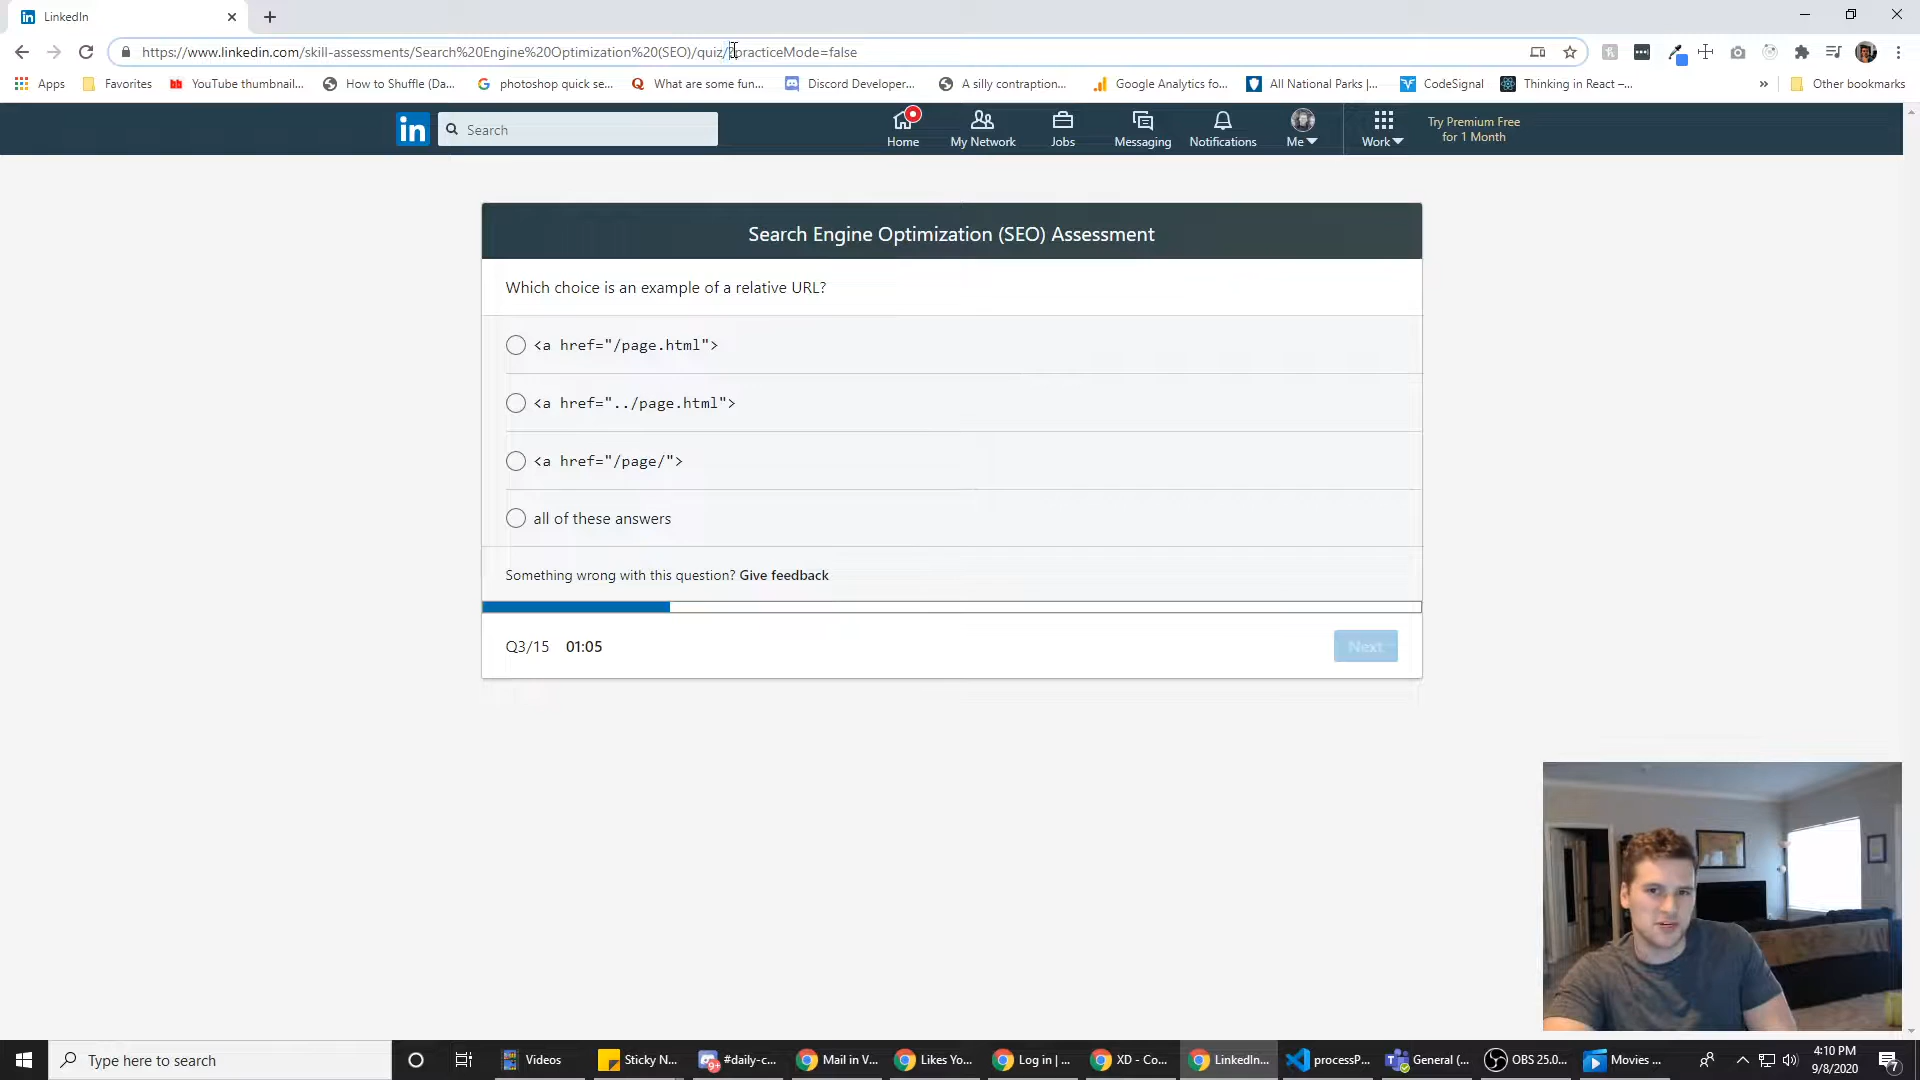 LinkedIn
https://www.linkedin.com/skill-assessments/Search%20Engine%20Optimization%20(SEO)/quiz/?practiceMode=false
Apps Favorites YouTube thumbnail... How to Shuffle (Da... photoshop quick se... What are some fun... Discord Developer... A silly contraption... Google Analytics fo... All National Parks |... CodeSignal Thinking in React –... » Other bookmarks
in Search Home My Network Jobs Messaging Notifications Me Work
Try Premium Free
for 1 Month
Search Engine Optimization (SEO) Assessment
Which choice is an example of a relative URL?
<a href="/page.html">
<a href="../page.html">
<a href="/page/">
all of these answers
Something wrong with this question? Give feedback
Q3/15 01:05 Next
Type here to search Videos Sticky N... #daily-c... Mail in V... Likes Yo... Log in | ... XD - Co... LinkedIn... processP... General (... OBS 25.0... Movies ...
4:10 PM
9/8/2020
7